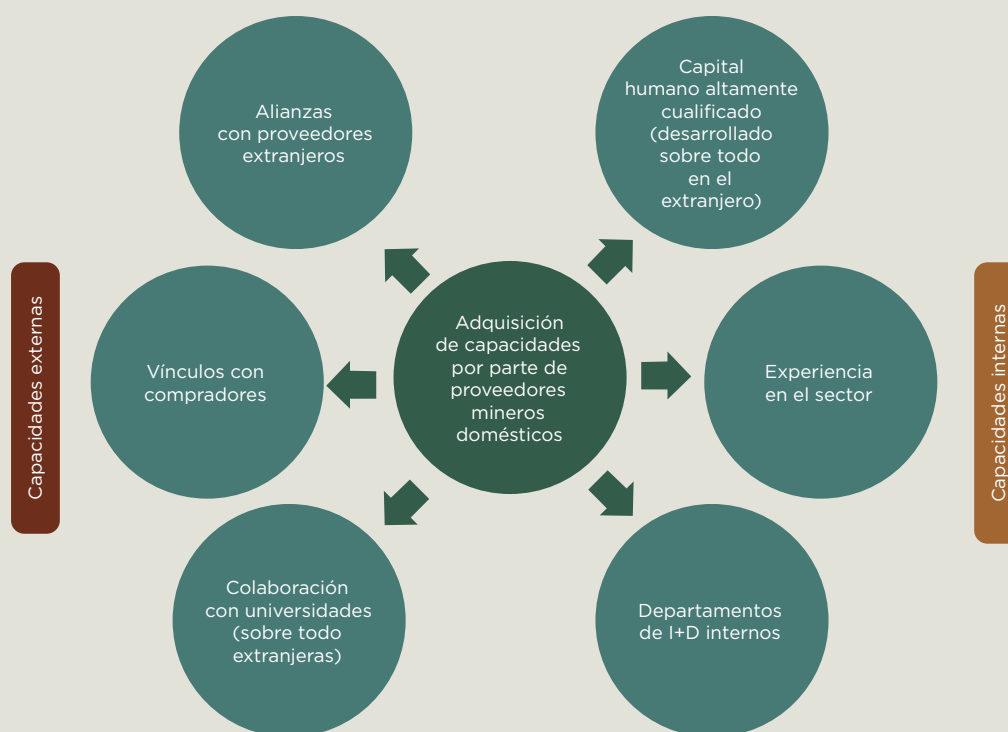 Alianzas
con proveedores
extranjeros
Capital
humano altamente
cualificado
(desarrollado
sobre todo
en el
extranjero)
Capacidades externas
Vínculos con
compradores
Adquisición
de capacidades
por parte de
proveedores
mineros
domésticos
Experiencia
en el sector
Capacidades internas
Colaboración
con universidades
(sobre todo
extranjeras)
Departamentos
de I+D internos